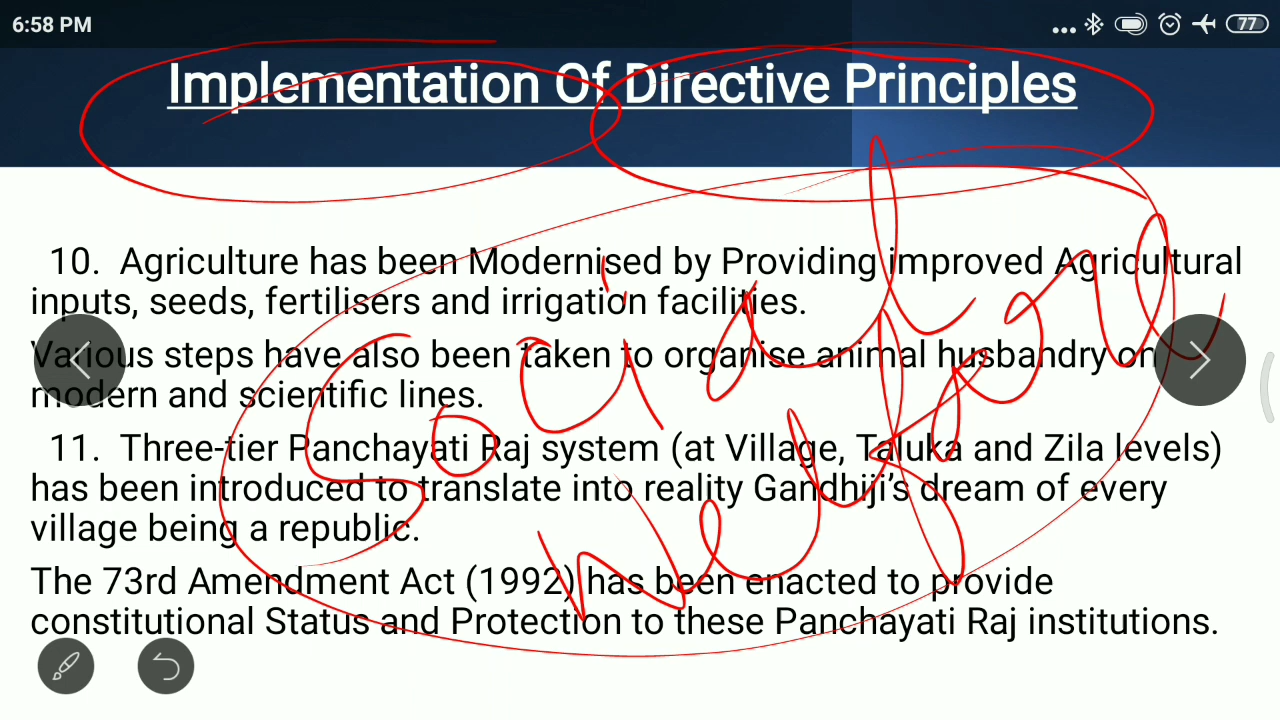 6:58 PM
77
Implementation Of Directive Principles
10. Agriculture has been Modernised by Providing improved Agricultural
inputs, seeds, fertilisers and irrigation facilities.
Various steps have also been taken to organise animal husbandry on
modern and scientific lines.
11. Three-tier Panchayati Raj system (at Village, Taluka and Zila levels)
has been introduced to translate into reality Gandhiji's dream of every
village being a republic.
The 73rd Amendment Act (1992) has been enacted to provide
constitutional Status and Protection to these Panchayati Raj institutions.
Social
Welfare